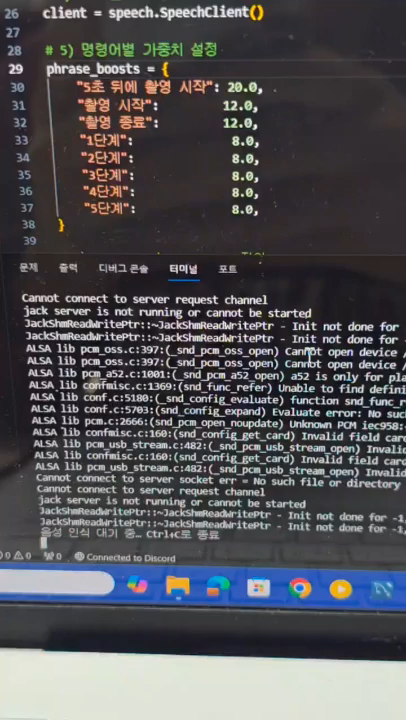 26 client = speech.SpeechClient()
27
28 # 5) 명령어별 가중치 설정
29 phrase_boosts = {
30 "5초 뒤에 촬영 시작": 20.0,
31 "촬영 시작": 12.0,
32 "촬영 종료": 12.0,
33 "1단계": 8.0,
34 "2단계": 8.0,
35 "3단계": 8.0,
36 "4단계": 8.0,
37 "5단계": 8.0,
38 }
39
문제 출력 디버그 콘솔 터미널 포트
Cannot connect to server request channel
jack server is not running or cannot be started
JackShmReadWritePtr::~JackShmReadWritePtr - Init not done for
JackShmReadWritePtr::~JackShmReadWritePtr - Init not done for
ALSA lib pcm_oss.c:397:(_snd_pcm_oss_open) Cannot open device /
ALSA lib pcm_oss.c:397:(_snd_pcm_oss_open) Cannot open device /
ALSA lib pcm_a52.c:1001:(_snd_pcm_a52_open) a52 is only for pla
ALSA lib confmisc.c:1369:(snd_func_refer) Unable to find defini
ALSA lib conf.c:5180:(_snd_config_evaluate) function snd_func_r
ALSA lib conf.c:5703:(snd_config_expand) Evaluate error: No suc
ALSA lib pcm.c:2666:(snd_pcm_open_noupdate) Unknown PCM iec958:
ALSA lib confmisc.c:160:(snd_config_get_card) Invalid field car
ALSA lib pcm_usb_stream.c:482:(_snd_pcm_usb_stream_open) Invalid
ALSA lib confmisc.c:160:(snd_config_get_card) Invalid field car
ALSA lib pcm_usb_stream.c:482:(_snd_pcm_usb_stream_open) Invalid
Cannot connect to server socket err = No such file or directory
Cannot connect to server request channel
jack server is not running or cannot be started
JackShmReadWritePtr::~JackShmReadWritePtr - Init not done for -1,
JackShmReadWritePtr::~JackShmReadWritePtr - Init not done for -1,
음성 인식 대기 중… Ctrl+C로 종료
0 0 0 Connected to Discord